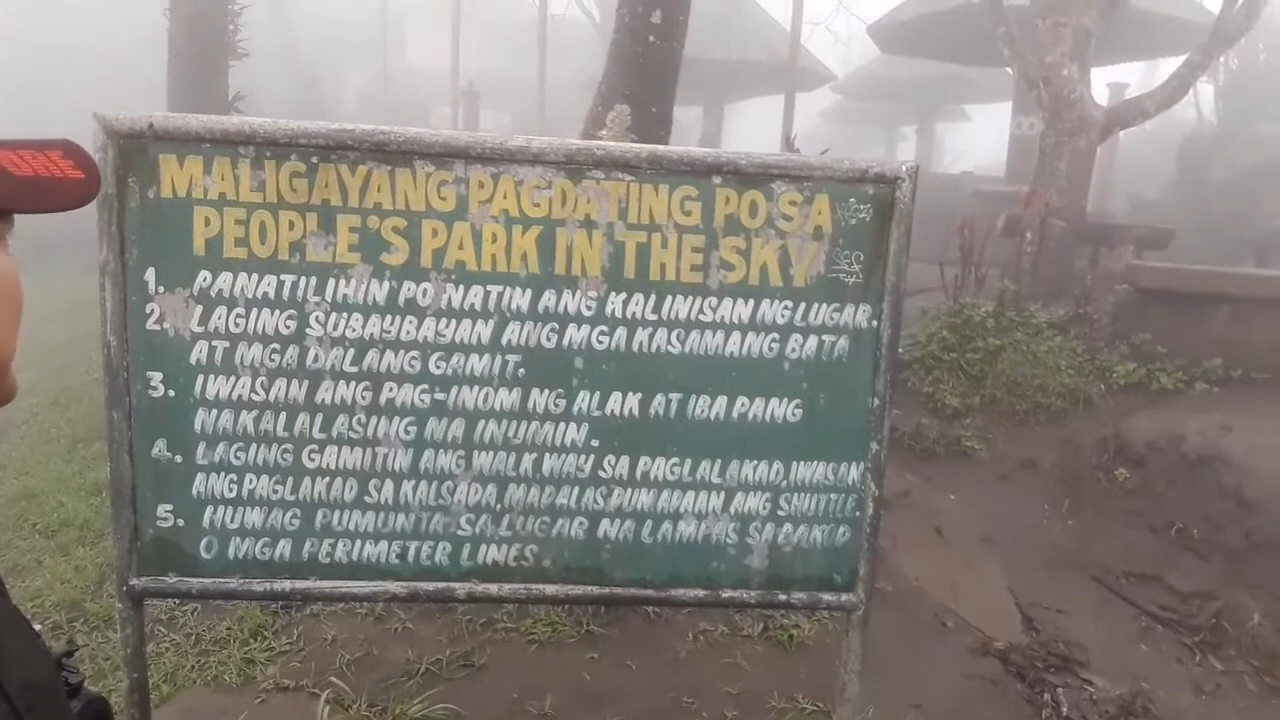 MALIGAYANG PAGDATING PO SA
PEOPLE'S PARK IN THE SKY
1. PANATILIHIN PO NATIN ANG KALINISAN NG LUGAR.
2. LAGING SUBAYBAYAN ANG MGA KASAMANG BATA
AT MGA DALANG GAMIT.
3. IWASAN ANG PAG-INOM NG ALAK AT IBA PANG
NAKALALASING NA INUMIN.
4. LAGING GAMITIN ANG WALK WAY SA PAGLALAKAD, IWASAN
ANG PAGLAKAD SA KALSADA, MADALAS DUMADAAN ANG SHUTTLE.
5. HUWAG PUMUNTA SA LUGAR NA LAMPAS SA BAKOD
O MGA PERIMETER LINES.